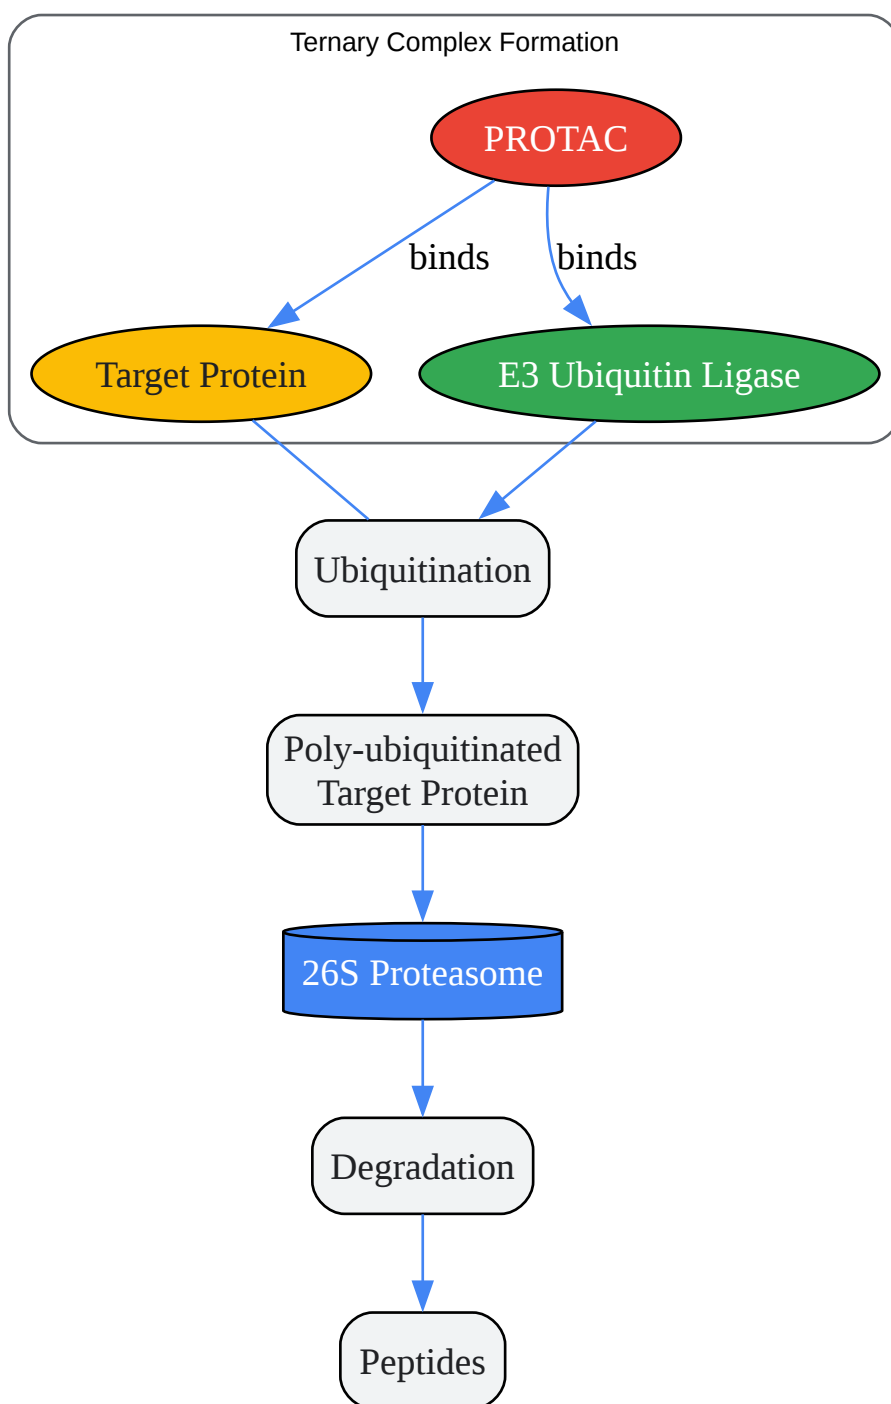 Ternary Complex Formation
PROTAC
binds
binds
Target Protein
E3 Ubiquitin Ligase
Ubiquitination
Poly-ubiquitinated
Target Protein
26S Proteasome
Degradation
Peptides